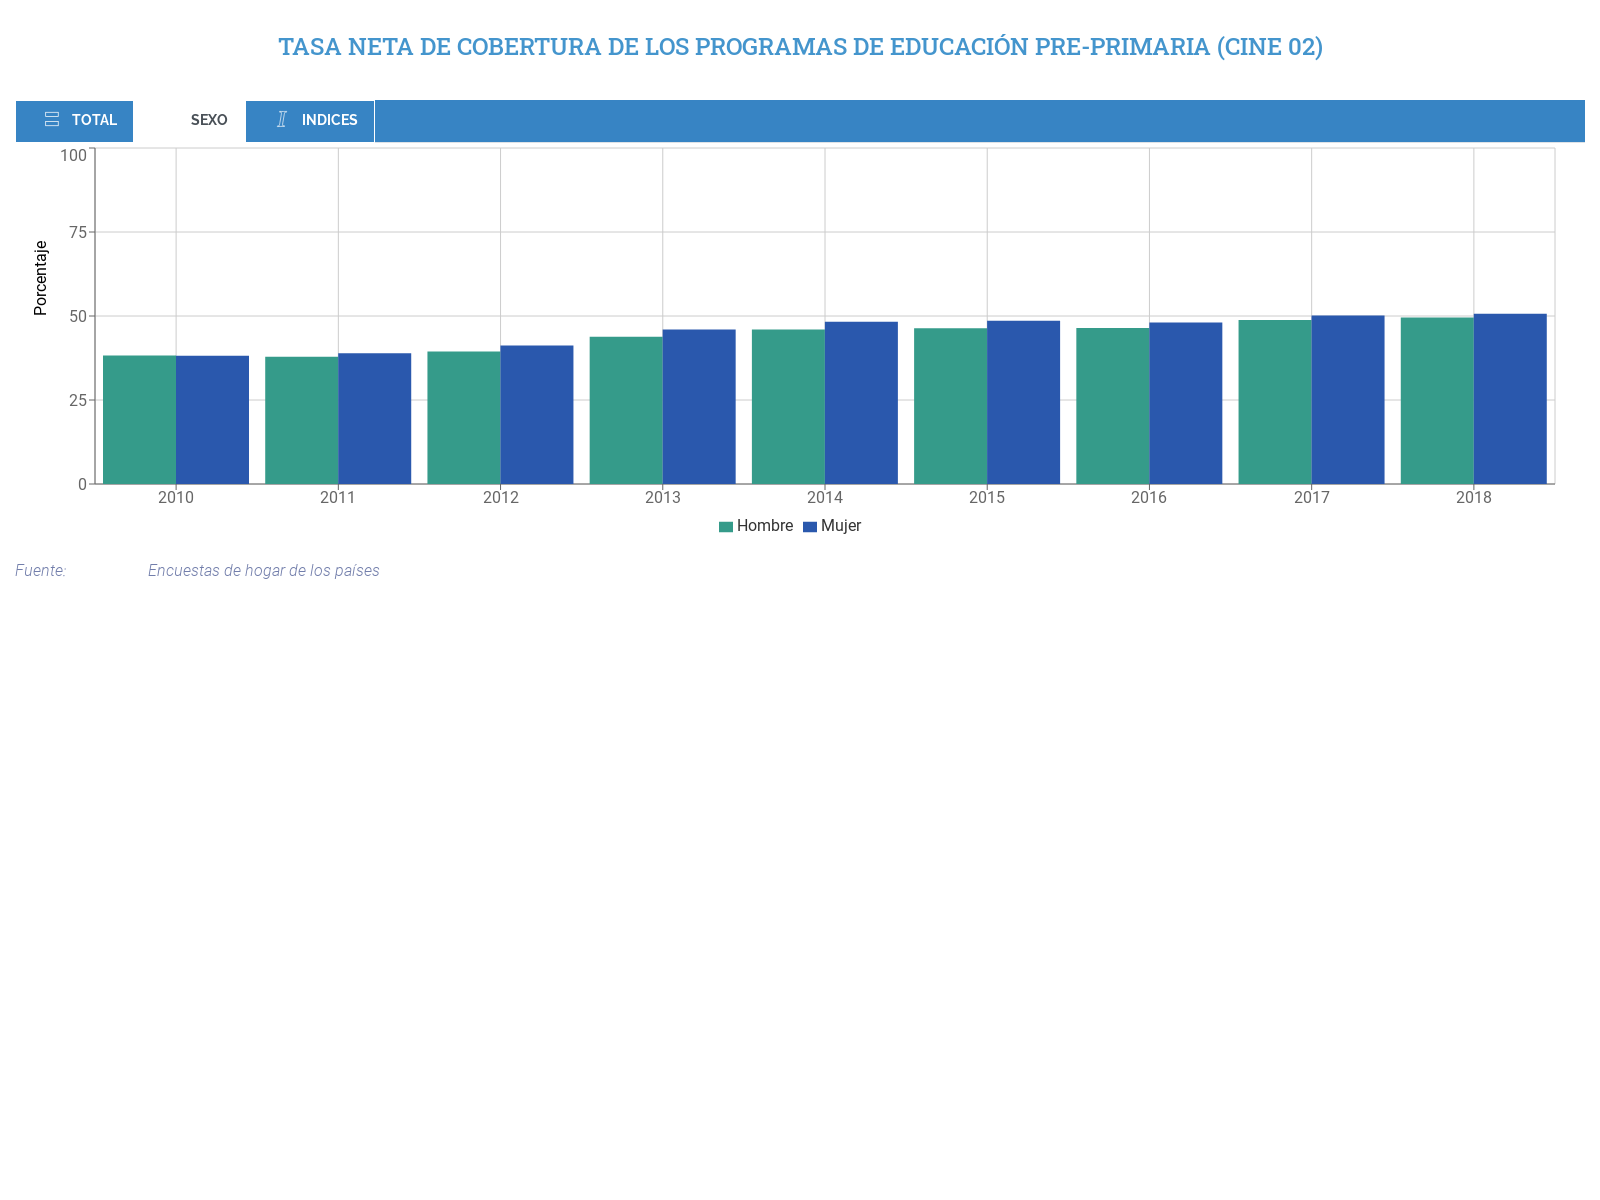 TASA NETA DE COBERTURA DE LOS PROGRAMAS DE EDUCACIÓN PRE-PRIMARIA (CINE 02)
TOTAL SEXO INDICES
Porcentaje
100
75
50
25
0
2010 2011 2012 2013 2014 2015 2016 2017 2018
Hombre Mujer
Fuente: Encuestas de hogar de los países